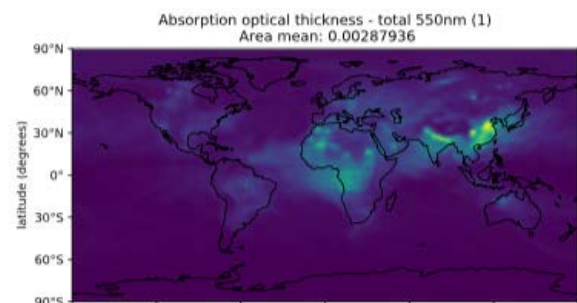 Absorption optical thickness - total 550nm (1)
Area mean: 0.00287936
90°N
60°N
30°N
0°
30°S
60°S
90°S
latitude (degrees)